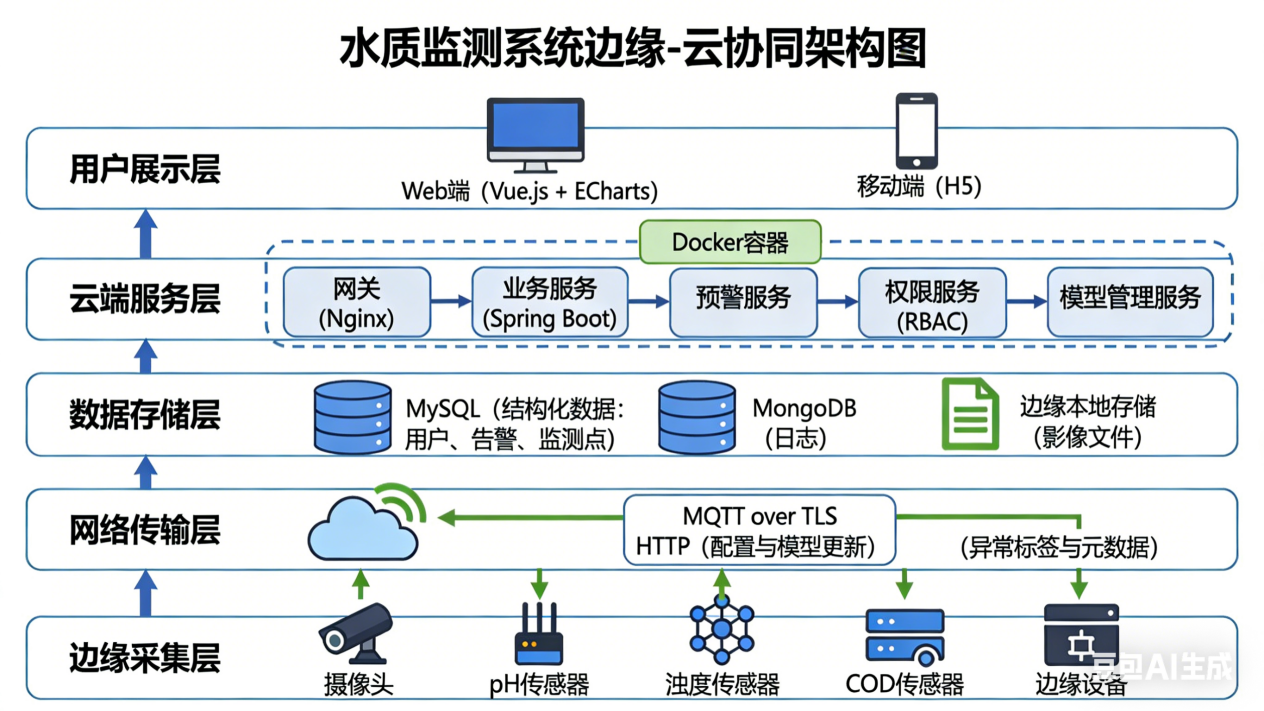 水质监测系统边缘-云协同架构图
用户展示层
Web端（Vue.js + ECharts）
移动端（H5）
Docker容器
云端服务层
网关
(Nginx)
业务服务
(Spring Boot)
预警服务
权限服务
(RBAC)
模型管理服务
数据存储层
MySQL（结构化数据：
用户、告警、监测点）
MongoDB
（日志）
边缘本地存储
（影像文件）
网络传输层
MQTT over TLS
HTTP（配置与模型更新）
（异常标签与元数据）
边缘采集层
摄像头
pH传感器
浊度传感器
COD传感器
边缘设备
豆包AI生成